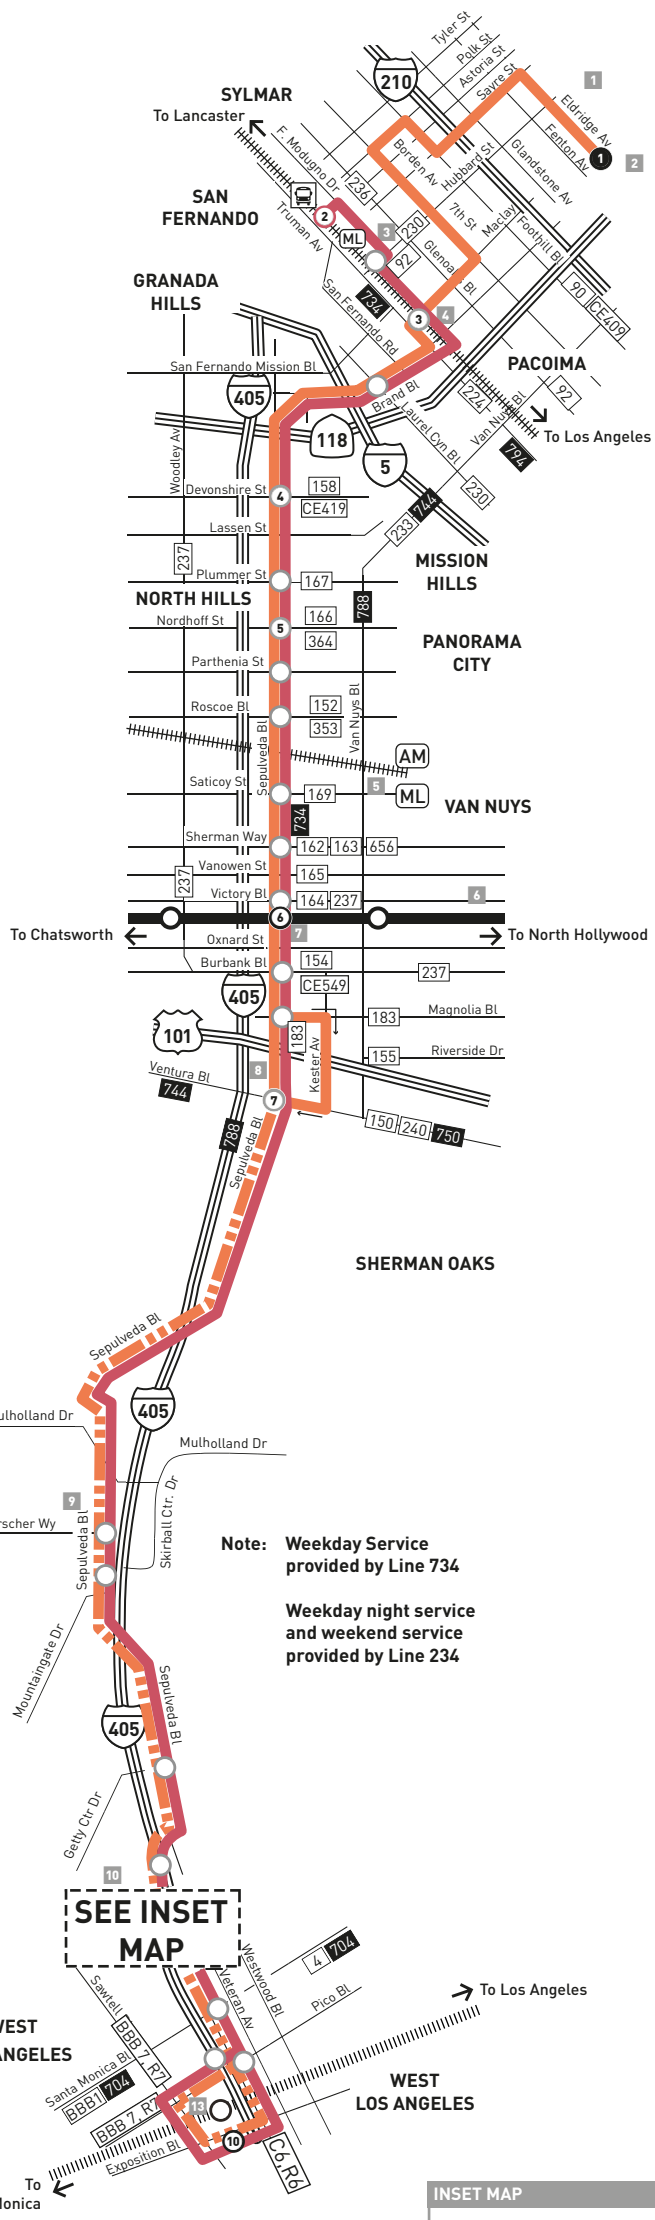 Tyler St
Polk St
Astoria St
Sayre St
210
1
SYLMAR
To Lancaster
Eldridge Av
Fenton Av
1
2
F. Modugno Dr
Borden Av
Hubbard St
Glandstone Av
236
SAN
FERNANDO
2
Truman Av
ML
3
230
92
7th St
Maclay
Foothill Bl
Glenoaks Bl
GRANADA
HILLS
734
San Fernando Rd
3
4
90
CE409
PACOIMA
San Fernando Mission Bl
405
Brand Bl
224
92
Van Nuys Bl
118
Laurel Cyn Bl
To Los Angeles
794
5
Woodley Av
230
Devonshire St
4
158
CE419
744
233
Lassen St
237
MISSION
HILLS
Plummer St
167
NORTH HILLS
788
166
Nordhoff St
5
364
PANORAMA
CITY
Parthenia St
Roscoe Bl
152
353
Sepulveda Bl
Van Nuys Bl
AM
Saticoy St
169
5
ML
VAN NUYS
734
Sherman Way
162
163
656
Vanowen St
165
237
Victory Bl
164
237
6
6
To Chatsworth
7
To North Hollywood
Oxnard St
Burbank Bl
154
237
CE549
405
183
Magnolia Bl
183
101
Kester Av
155
Riverside Dr
Ventura Bl
8
744
7
150
240
750
788
Sepulveda Bl
SHERMAN OAKS
Sepulveda Bl
405
ulholland Dr
Mulholland Dr
9
Skirball Ctr. Dr
rscher Wy
Sepulveda Bl
Note: Weekday Service
provided by Line 734
Weekday night service
and weekend service
provided by Line 234
Mountaingate Dr
Sepulveda Bl
405
Getty Ctr Dr
10
SEE INSET
MAP
Westwood Bl
4
704
Veteran Av
Sawtell
Pico Bl
To Los Angeles
VEST
ANGELES
BBB 7, R7
Santa Monica Bl
BBB1
704
WEST
LOS ANGELES
13
BBB 7, R7
10
Exposition Bl
C6,R6
To
Monica
INSET MAP